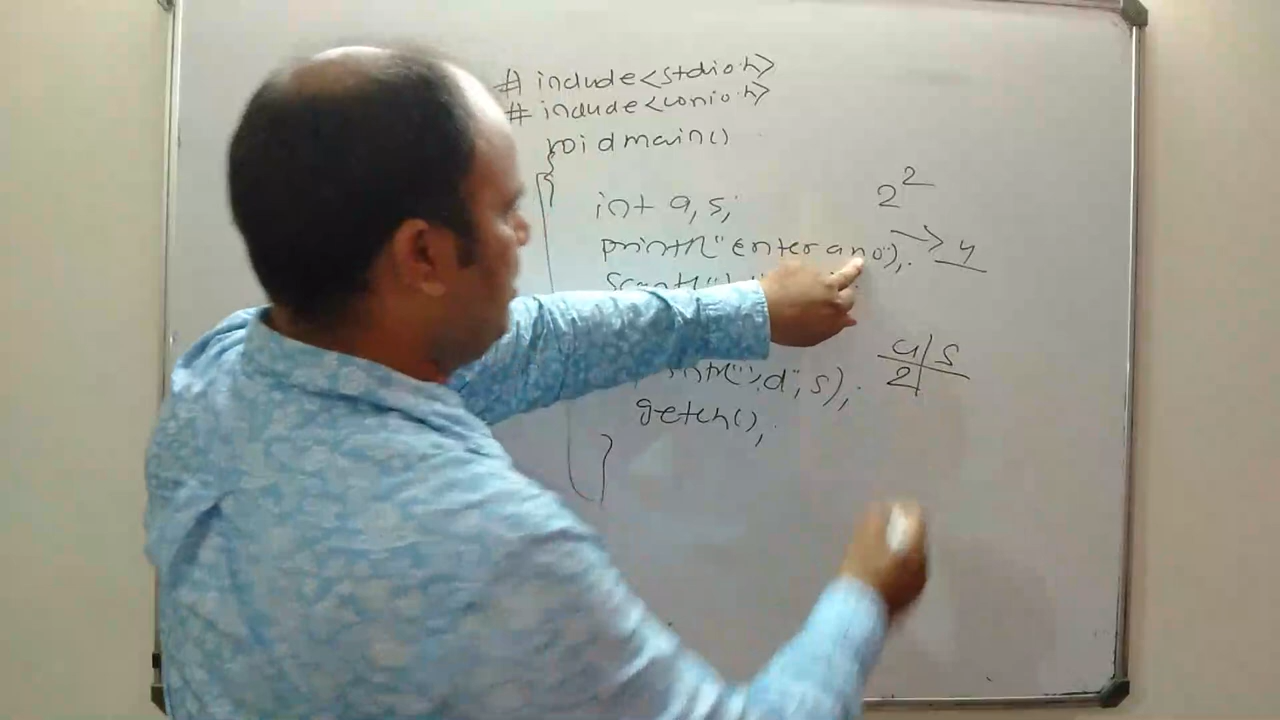 # include<stdio.h>
# include<conio.h>
void main()
{
int a, s;
printf("enter a no");
2²
→ 4
scanf("%
a | s
2 |
printf("%d", s);
getch();
}